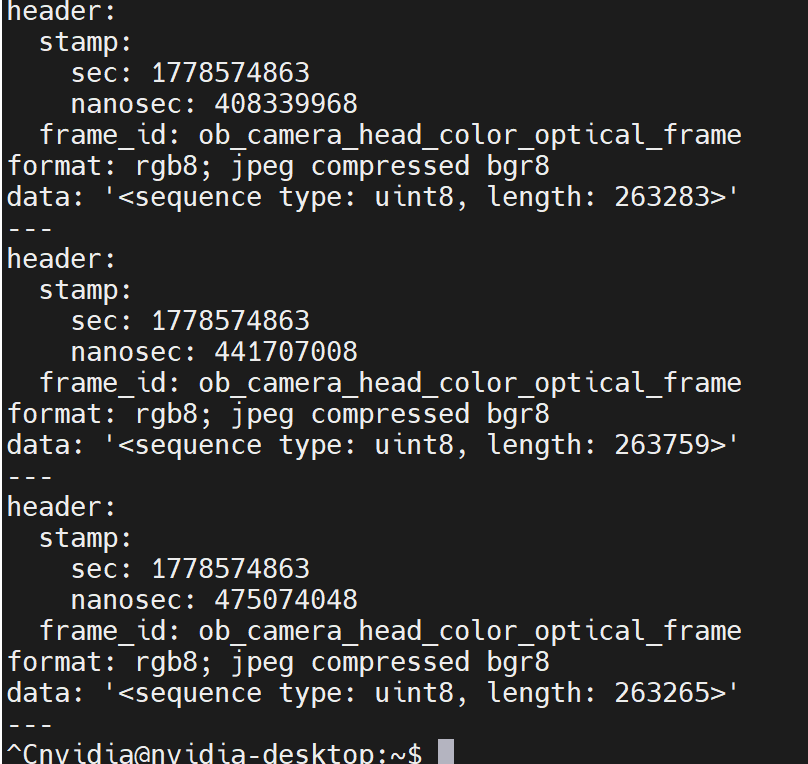 header:
  stamp:
    sec: 1778574863
    nanosec: 408339968
  frame_id: ob_camera_head_color_optical_frame
format: rgb8; jpeg compressed bgr8
data: '<sequence type: uint8, length: 263283>'
---
header:
  stamp:
    sec: 1778574863
    nanosec: 441707008
  frame_id: ob_camera_head_color_optical_frame
format: rgb8; jpeg compressed bgr8
data: '<sequence type: uint8, length: 263759>'
---
header:
  stamp:
    sec: 1778574863
    nanosec: 475074048
  frame_id: ob_camera_head_color_optical_frame
format: rgb8; jpeg compressed bgr8
data: '<sequence type: uint8, length: 263265>'
---
^Cnvidia@nvidia-desktop:~$